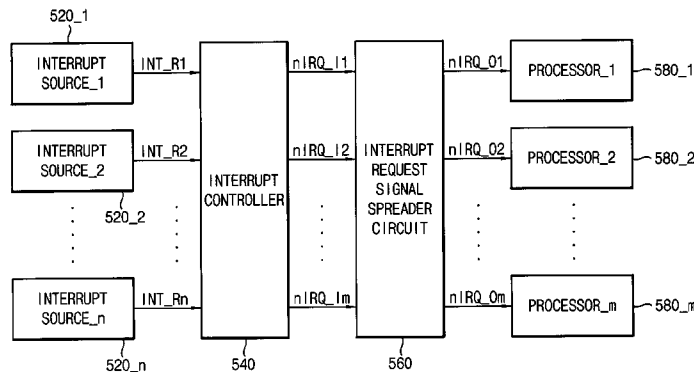 520_1
INTERRUPT
SOURCE_1
INT_R1
nIRQ_I1
nIRQ_O1
PROCESSOR_1
580_1
INTERRUPT
SOURCE_2
INT_R2
nIRQ_I2
nIRQ_O2
PROCESSOR_2
580_2
520_2
INTERRUPT
CONTROLLER
INTERRUPT
REQUEST
SIGNAL
SPREADER
CIRCUIT
INTERRUPT
SOURCE_n
INT_Rn
nIRQ_Im
nIRQ_Om
PROCESSOR_m
580_m
520_n
540
560